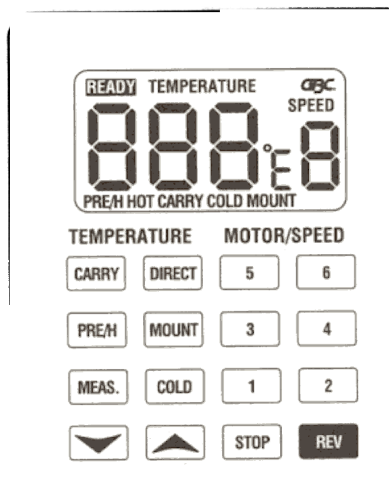 READY TEMPERATURE GBC
SPEED
888°E8
PRE/H HOT CARRY COLD MOUNT
TEMPERATURE MOTOR/SPEED
CARRY DIRECT 5 6
PRE/H MOUNT 3 4
MEAS. COLD 1 2
STOP REV